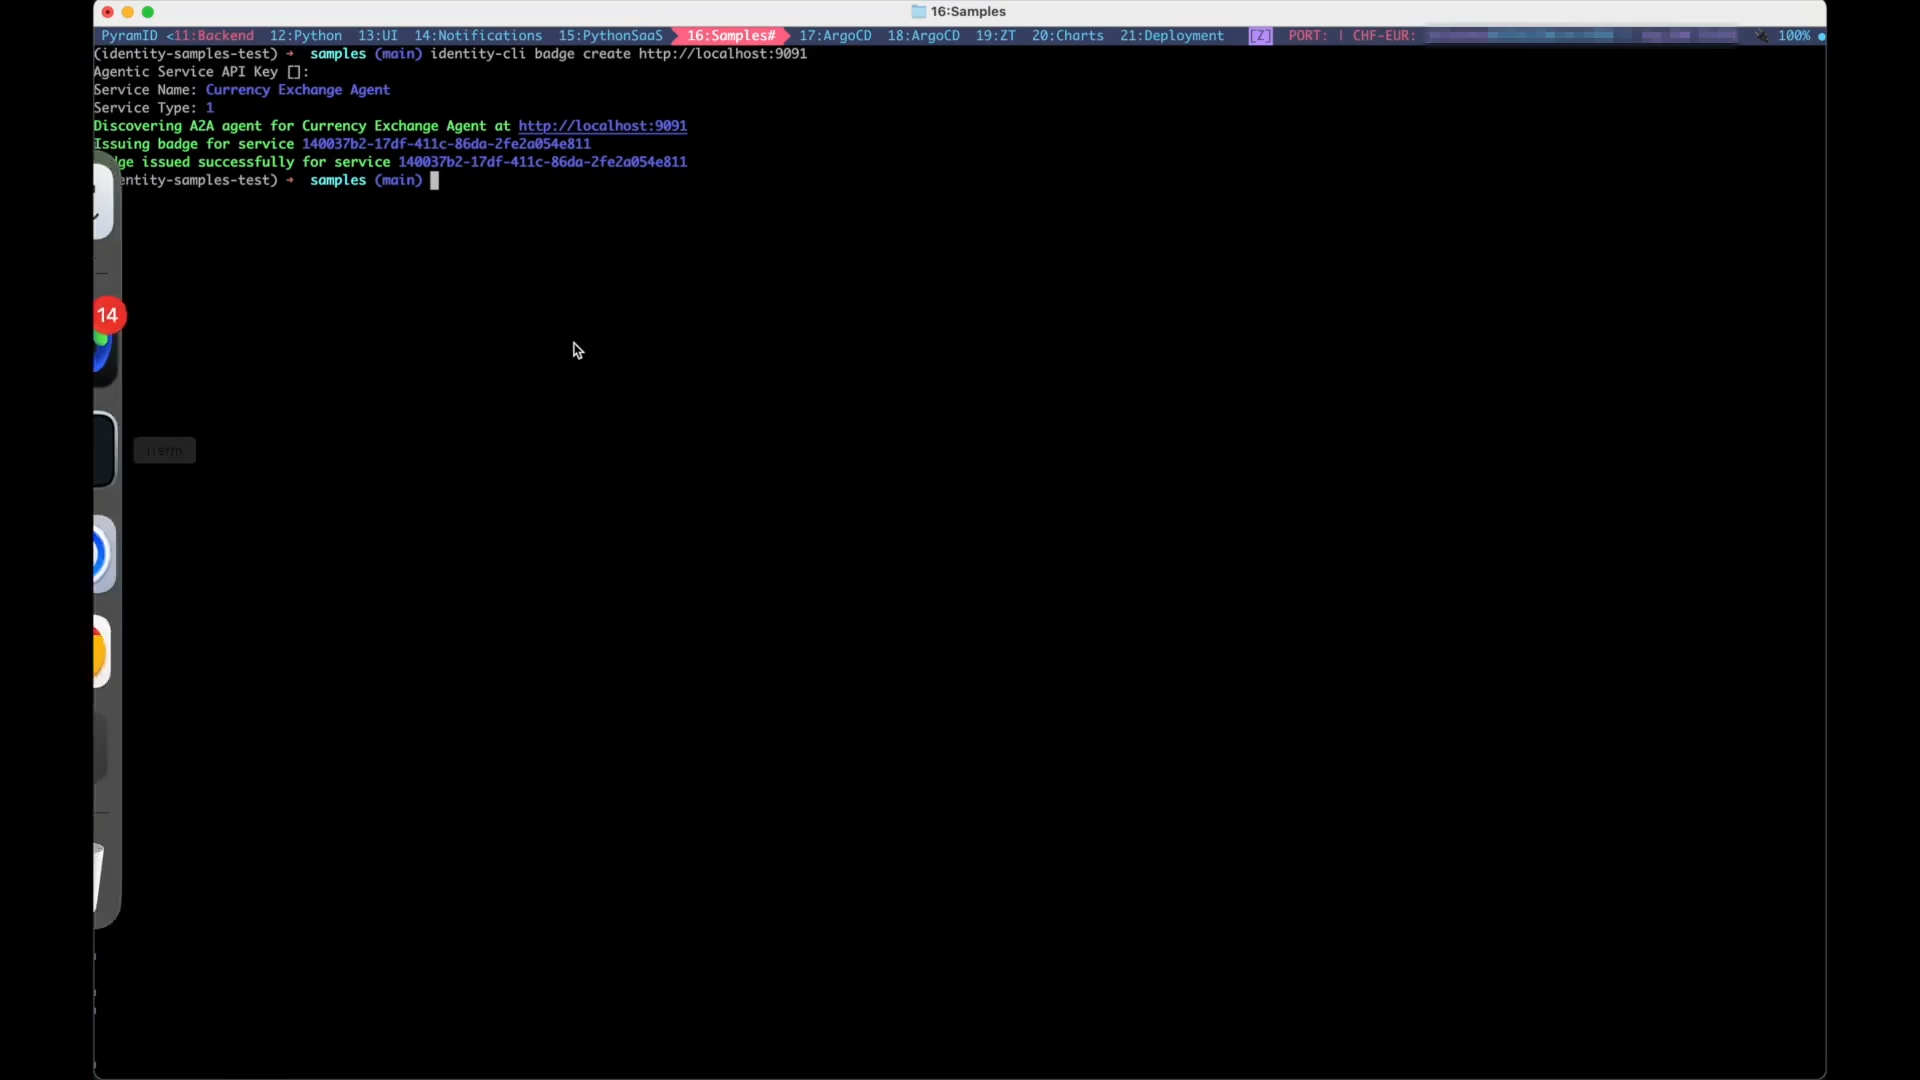 16:Samples
PyramID <11:Backend 12:Python 13:UI 14:Notifications 15:PythonSaaS 16:Samples# 17:ArgoCD 18:ArgoCD 19:ZT 20:Charts 21:Deployment [Z] PORT: | CHF-EUR: 100%
(identity-samples-test) → samples (main) identity-cli badge create http://localhost:9091
Agentic Service API Key []:
Service Name: Currency Exchange Agent
Service Type: 1
Discovering A2A agent for Currency Exchange Agent at http://localhost:9091
Issuing badge for service 140037b2-17df-411c-86da-2fe2a054e811
ge issued successfully for service 140037b2-17df-411c-86da-2fe2a054e811
entity-samples-test) → samples (main)
14
iTerm